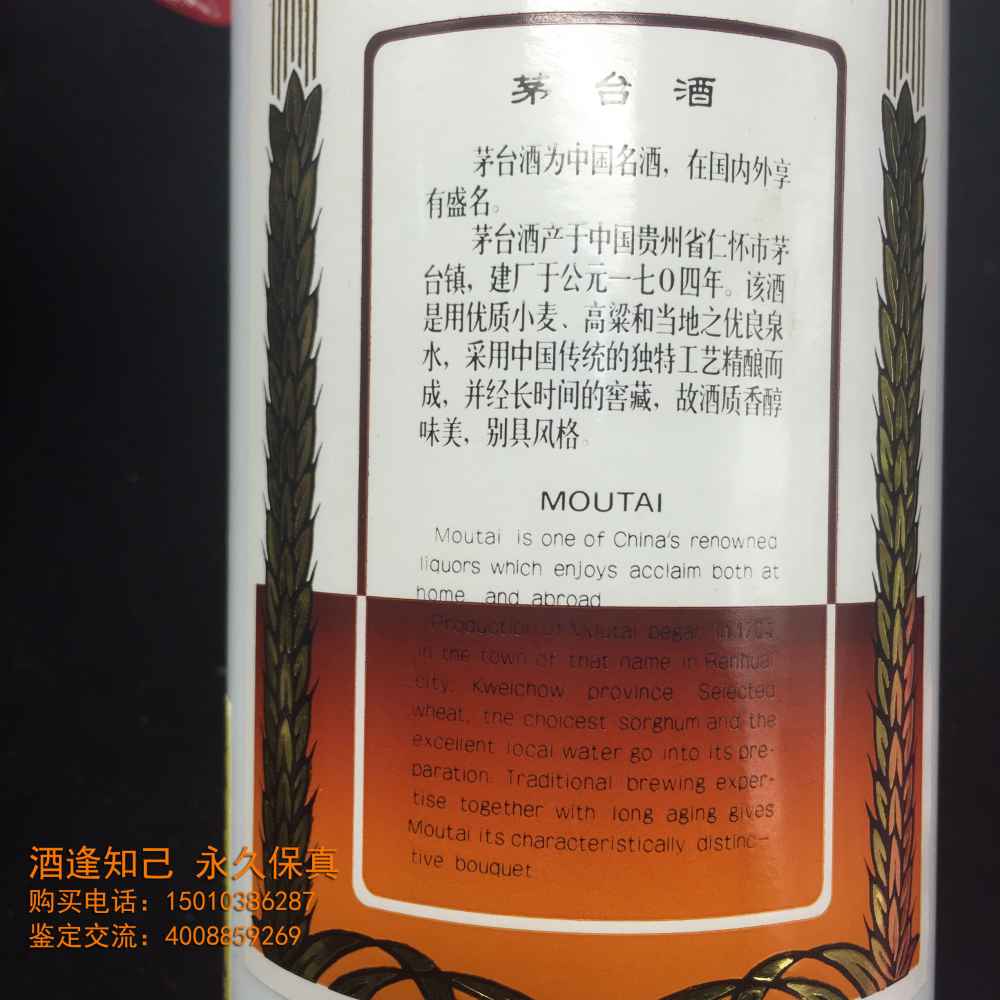 茅台酒
茅台酒为中国名酒，在国内外享
有盛名。
茅台酒产于中国贵州省仁怀市茅
台镇，建厂于公元一七０四年。该酒
是用优质小麦、高粱和当地之优良泉
水，采用中国传统的独特工艺精酿而
成，并经长时间的窖藏，故酒质香醇
味美，别具风格。
MOUTAI
Moutai is one of China's renowned
liquors which enjoys acclaim both at
home and abroad
Production of Moutai began in 1704
in the town of that name in Renhuai
city, Kweichow province Selected
wheat, the choicest sorghum and the
excellent local water go into its pre-
paration. Traditional brewing exper-
tise together with long aging gives
Moutai its characteristically distinc-
tive bouquet
酒逢知己 永久保真
购买电话：15010386287
鉴定交流：4008859269